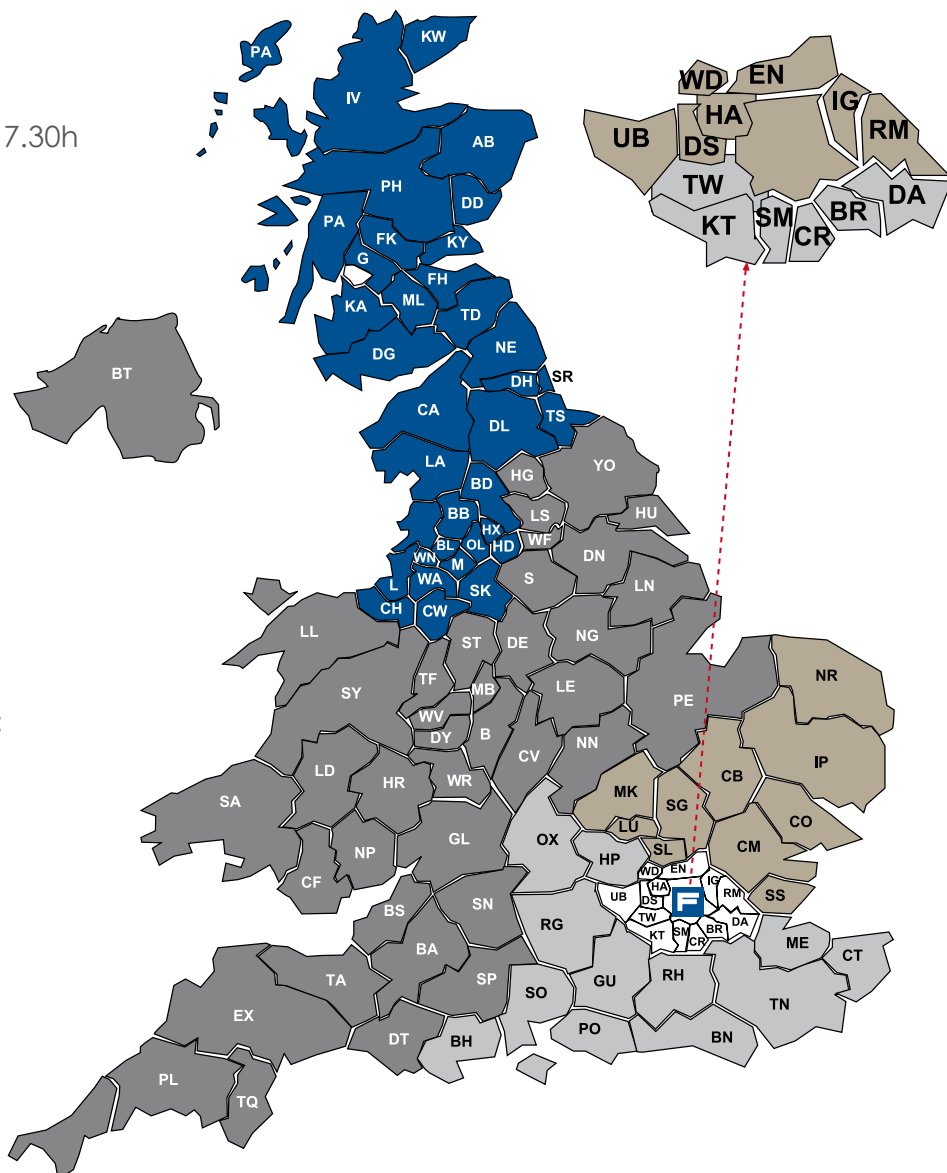 KW
PA
EN
WD
IV
IG
HA
7.30h
RM
UB
AB
DS
PH
TW
DA
DD
BR
SM
PA
KT
FK
KY
CR
G
FH
KA
ML
TD
NE
DG
BT
DH
SR
CA
TS
DL
LA
YO
HG
BD
BB
LS
HU
HX
WF
BL
OL
HD
DN
WN
M
L
WA
S
LN
SK
CH
CW
LL
ST
DE
NG
TF
LE
NR
SY
MB
PE
WV
B
DY
NN
CV
IP
LD
CB
HR
WR
MK
SG
SA
CO
LU
GL
OX
SL
CM
NP
HP
EN
WD
CF
IG
HA
RM
SS
UB
DS
F
SN
BS
TW
DA
BR
SM
KT
RG
CR
ME
BA
CT
TA
SP
GU
RH
SO
TN
EX
DT
BH
PO
BN
PL
TQ